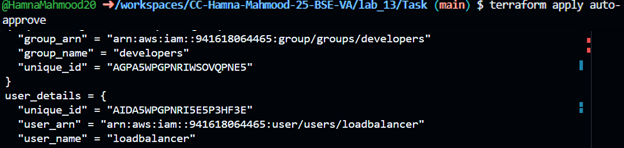 @HamnaMahmood20 ➜/workspaces/CC-Hamna-Mahmood-25-BSE-VA/lab_13/Task (main) $ terraform apply auto-
approve
"group_arn" = "arn:aws:iam::941618064465:group/groups/developers"
"group_name" = "developers"
"unique_id" = "AGPA5WPGPNRIWSOVQPNE5"
}
user_details = {
"unique_id" = "AIDA5WPGPNRI5E5P3HF3E"
"user_arn" = "arn:aws:iam::941618064465:user/users/loadbalancer"
"user_name" = "loadbalancer"